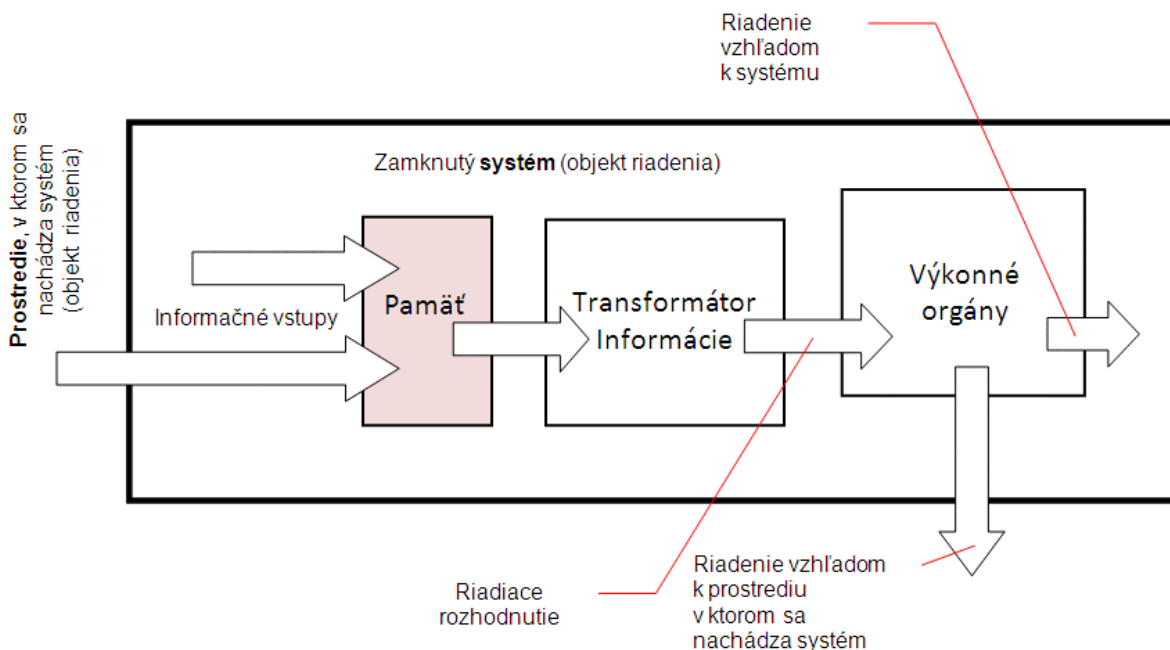 Riadenie
vzhľadom
k systému
Prostredie, v ktorom sa
nachádza systém
(objekt riadenia)
Zamknutý systém (objekt riadenia)
Informačné vstupy
Pamäť
Transformátor
Informácie
Výkonné
orgány
Riadiace
rozhodnutie
Riadenie vzhľadom
k prostrediu
v ktorom sa
nachádza systém